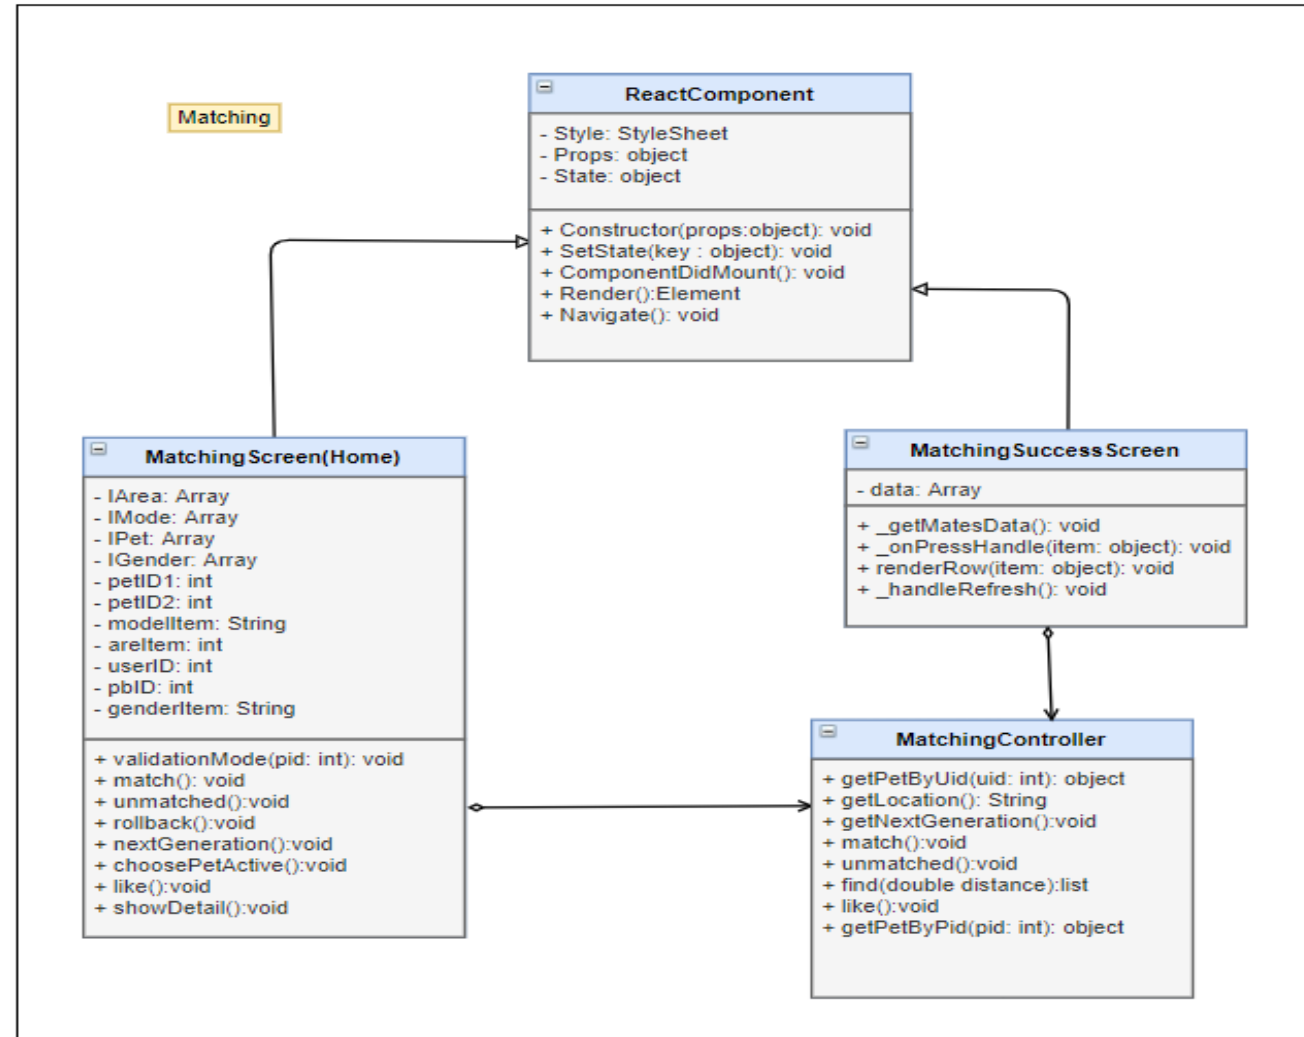 Matching
ReactComponent
- Style: StyleSheet
- Props: object
- State: object
+ Constructor(props:object): void
+ SetState(key : object): void
+ ComponentDidMount(): void
+ Render():Element
+ Navigate(): void
MatchingScreen(Home)
- lArea: Array
- lMode: Array
- lPet: Array
- lGender: Array
- petID1: int
- petID2: int
- modelItem: String
- areItem: int
- userID: int
- pbID: int
- genderItem: String
+ validationMode(pid: int): void
+ match(): void
+ unmatched():void
+ rollback():void
+ nextGeneration():void
+ choosePetActive():void
+ like():void
+ showDetail():void
MatchingSuccessScreen
- data: Array
+ _getMatesData(): void
+ _onPressHandle(item: object): void
+ renderRow(item: object): void
+ _handleRefresh(): void
MatchingController
+ getPetByUid(uid: int): object
+ getLocation(): String
+ getNextGeneration():void
+ match():void
+ unmatched():void
+ find(double distance):list
+ like():void
+ getPetByPid(pid: int): object